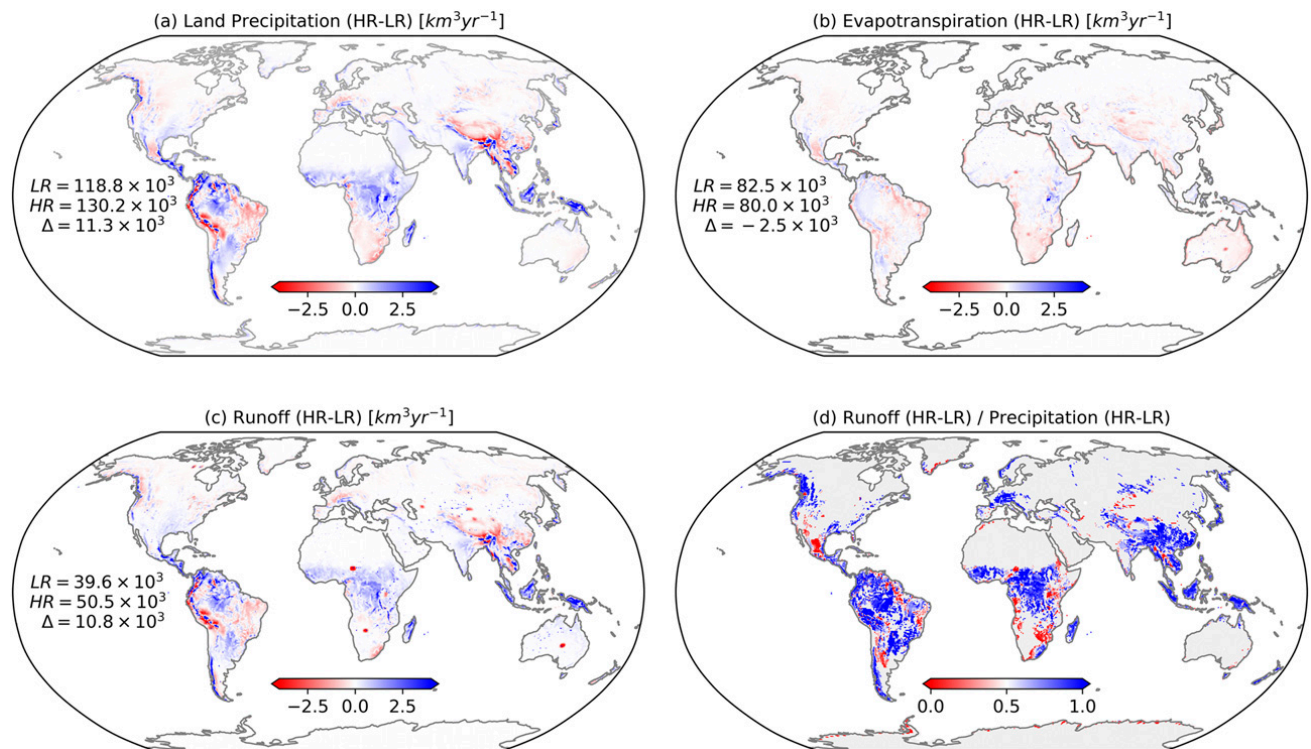 (a) Land Precipitation (HR-LR) [km³yr⁻¹]
LR = 118.8 × 10³
HR = 130.2 × 10³
Δ = 11.3 × 10³
−2.5 0.0 2.5
(b) Evapotranspiration (HR-LR) [km³yr⁻¹]
LR = 82.5 × 10³
HR = 80.0 × 10³
Δ = −2.5 × 10³
−2.5 0.0 2.5
(c) Runoff (HR-LR) [km³yr⁻¹]
LR = 39.6 × 10³
HR = 50.5 × 10³
Δ = 10.8 × 10³
−2.5 0.0 2.5
(d) Runoff (HR-LR) / Precipitation (HR-LR)
0.0 0.5 1.0